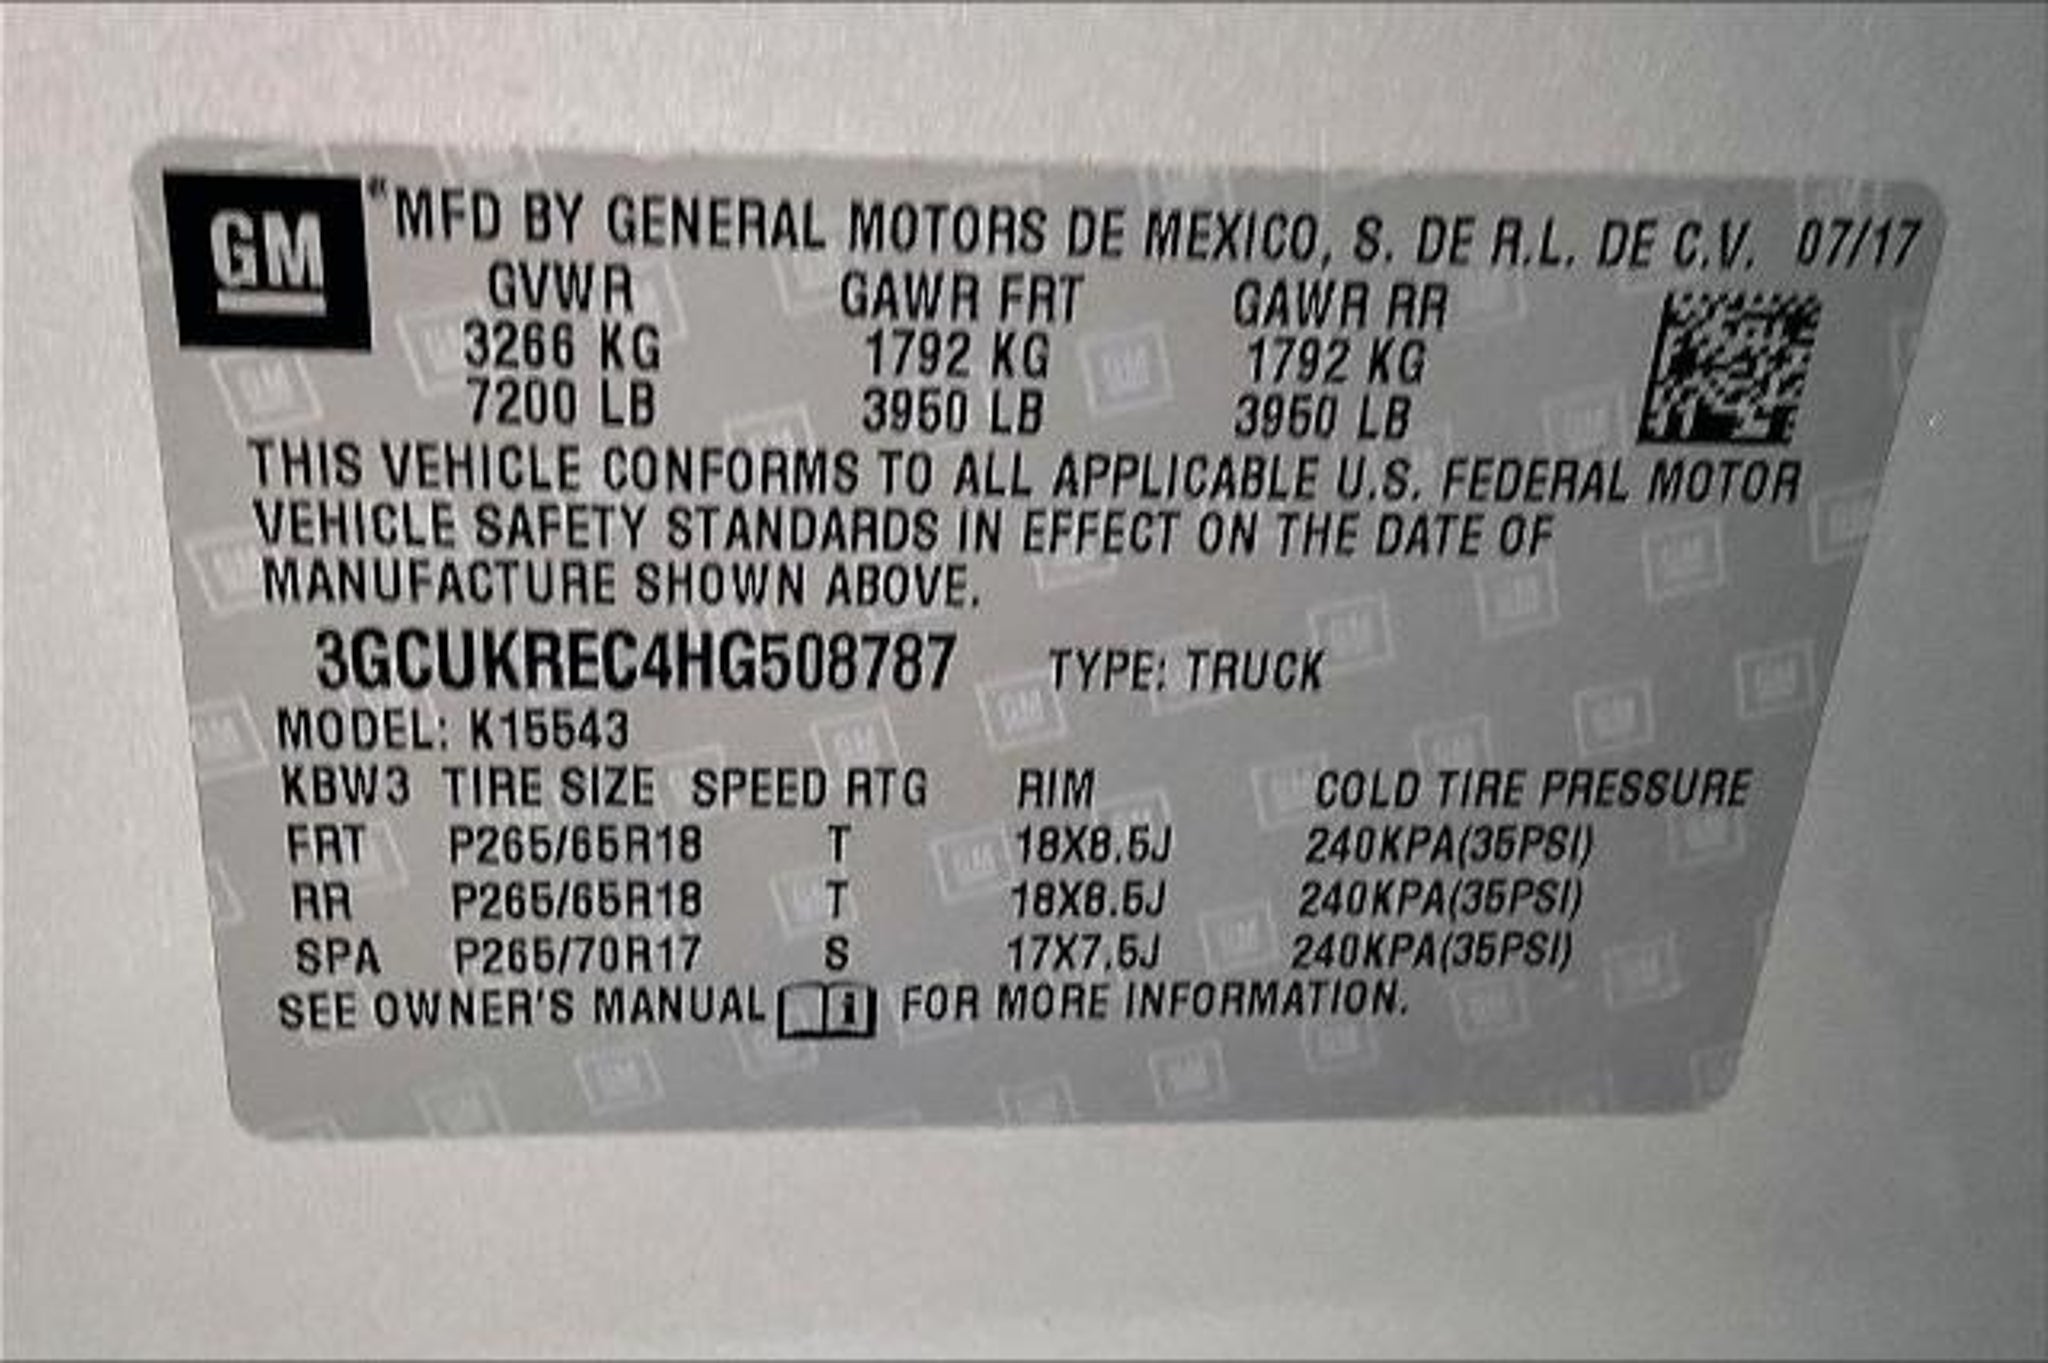 GM
"MFD BY GENERAL MOTORS DE MEXICO, S. DE R.L. DE C.V. 07/17
GVWR GAWR FRT GAWR RR
3266 KG 1792 KG 1792 KG
7200 LB 3950 LB 3950 LB
THIS VEHICLE CONFORMS TO ALL APPLICABLE U.S. FEDERAL MOTOR
VEHICLE SAFETY STANDARDS IN EFFECT ON THE DATE OF
MANUFACTURE SHOWN ABOVE.
3GCUKREC4HG508787 TYPE: TRUCK
MODEL: K15543
KBW3 TIRE SIZE SPEED RTG RIM COLD TIRE PRESSURE
FRT P265/65R18 T 18X8.5J 240KPA(35PSI)
RR P265/65R18 T 18X8.5J 240KPA(35PSI)
SPA P265/70R17 S 17X7.5J 240KPA(35PSI)
SEE OWNER'S MANUAL i FOR MORE INFORMATION.